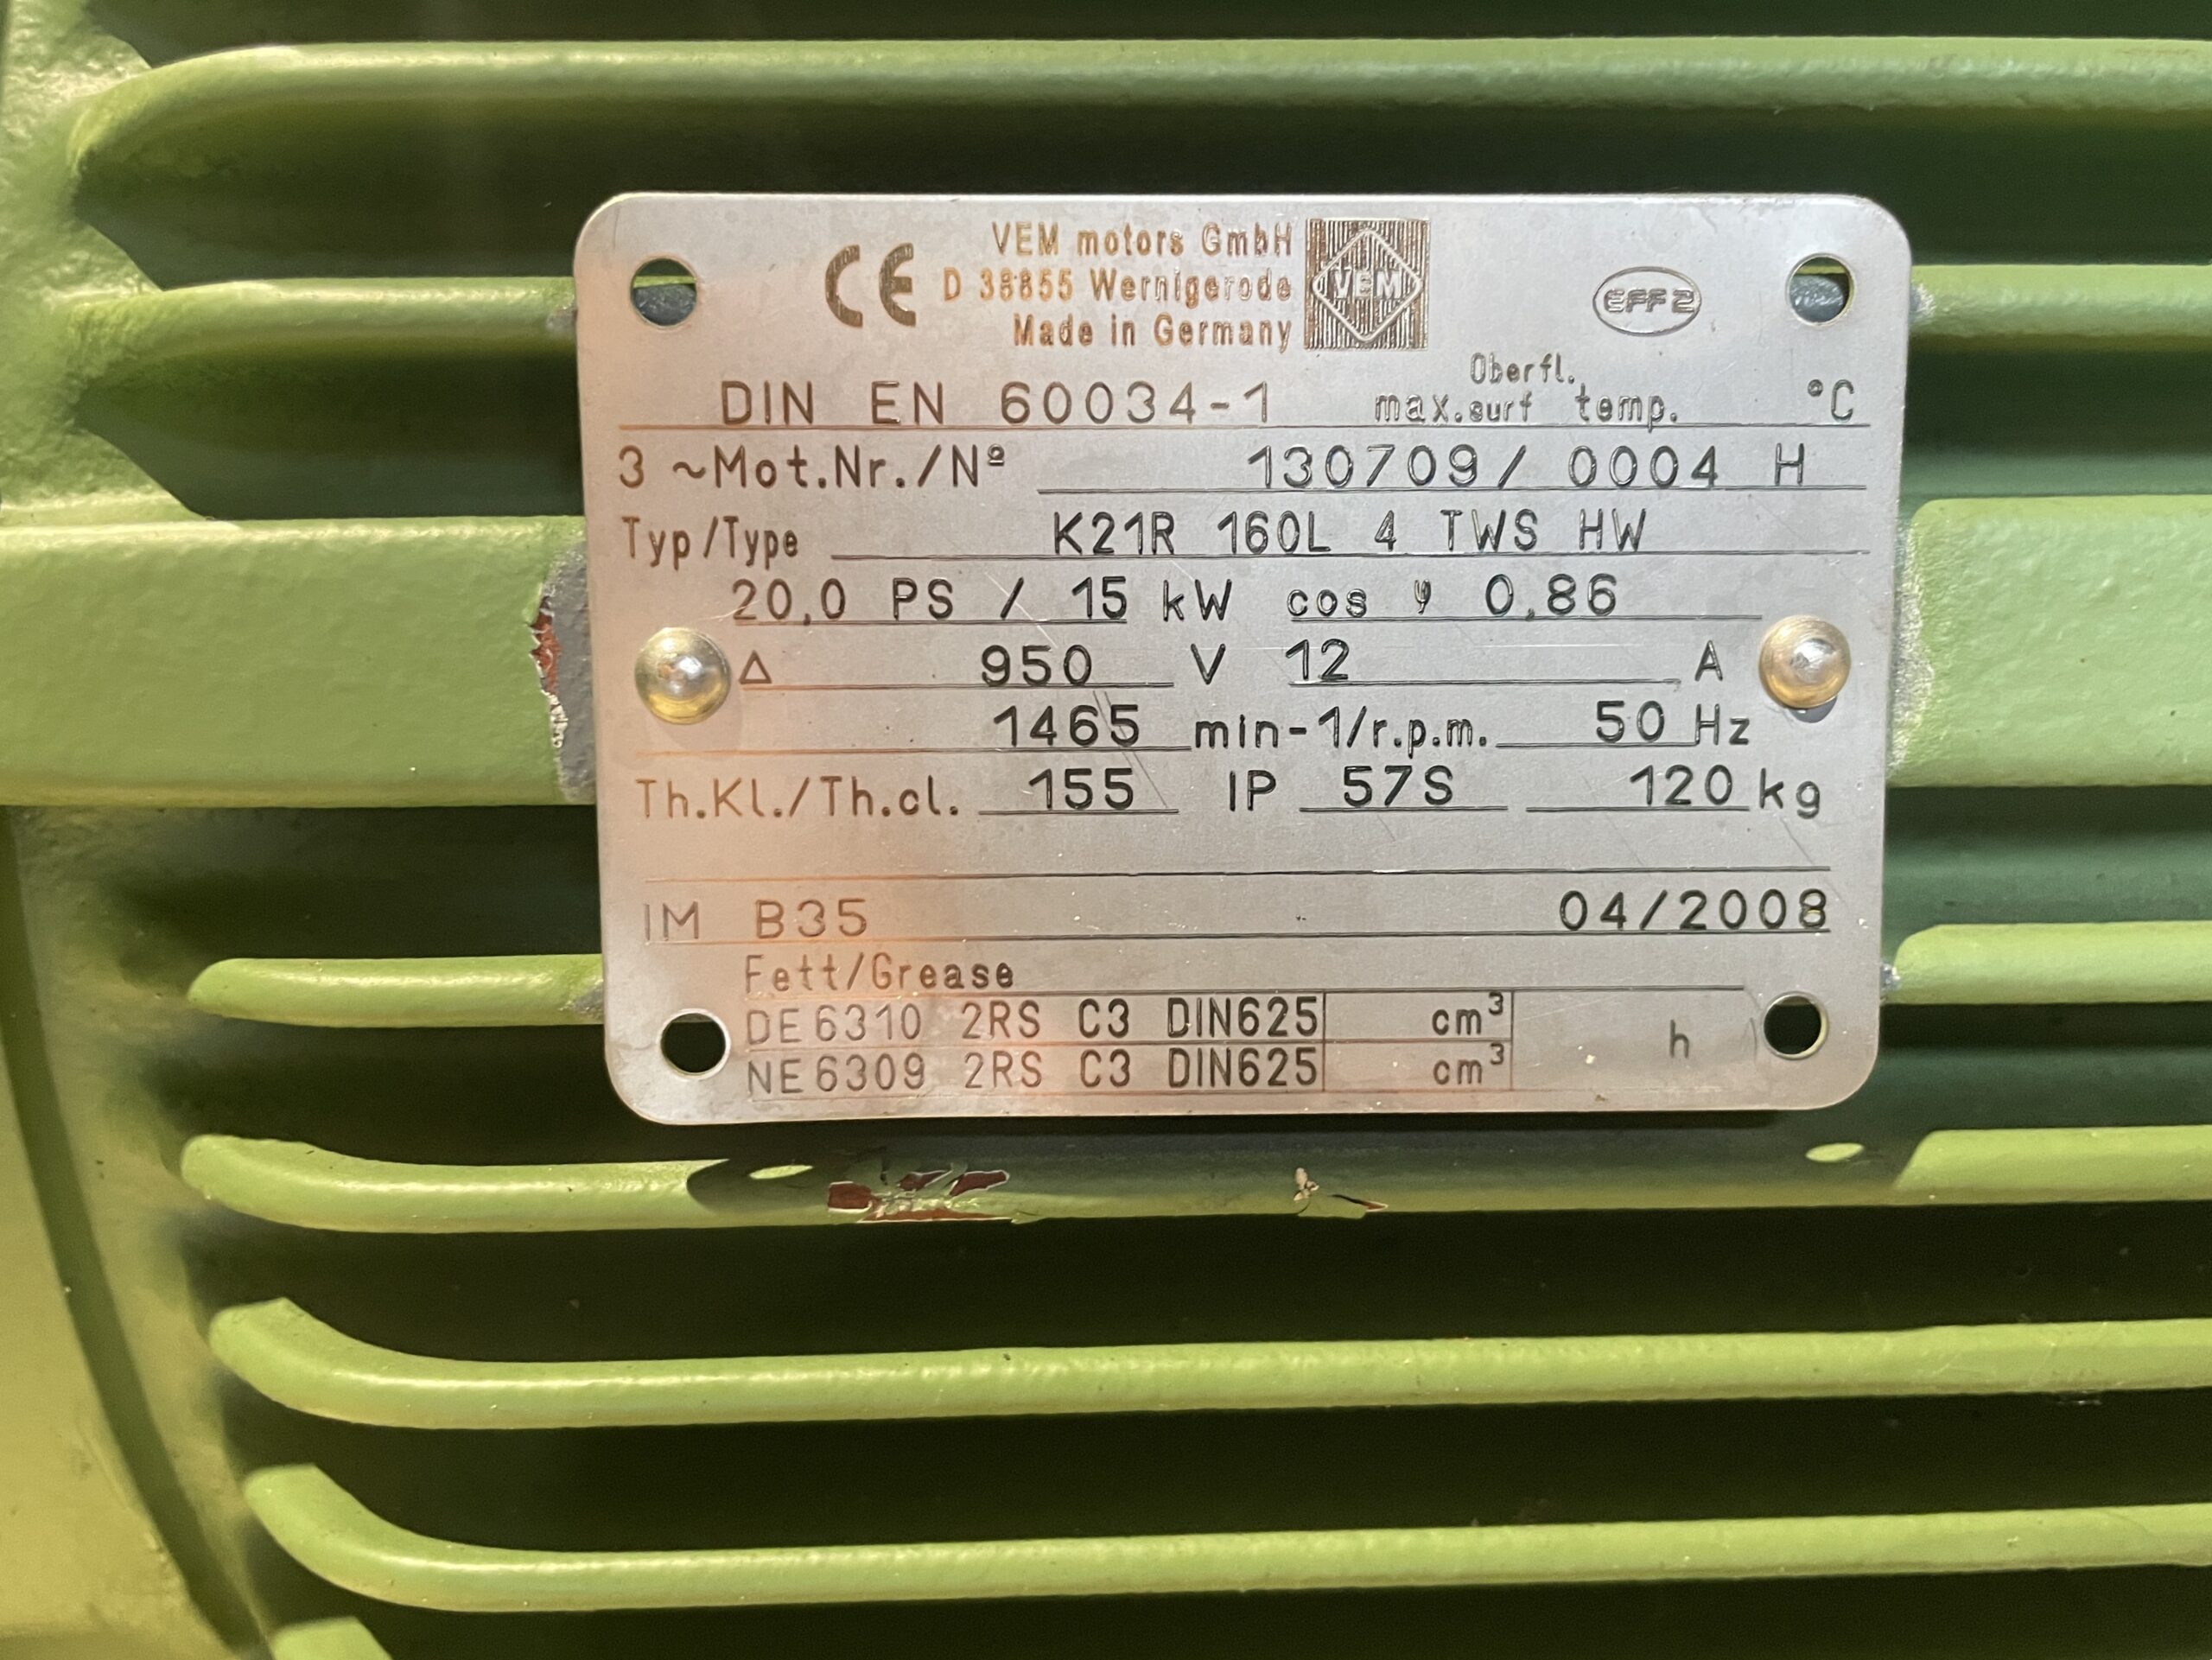 CE VEM motors GmbH
D 38855 Wernigerode
Made in Germany
VEM
EFF2
DIN EN 60034-1 Oberfl. max.surf temp. °C
3 ~Mot.Nr./Nº 130709/ 0004 H
Typ/Type K21R 160L 4 TWS HW
20,0 PS / 15 kW cos φ 0,86
Δ 950 V 12 A
1465 min-1/r.p.m. 50 Hz
Th.Kl./Th.cl. 155 IP 57S 120 kg
IM B35 04/2008
Fett/Grease
DE 6310 2RS C3 DIN625 cm³ h
NE 6309 2RS C3 DIN625 cm³